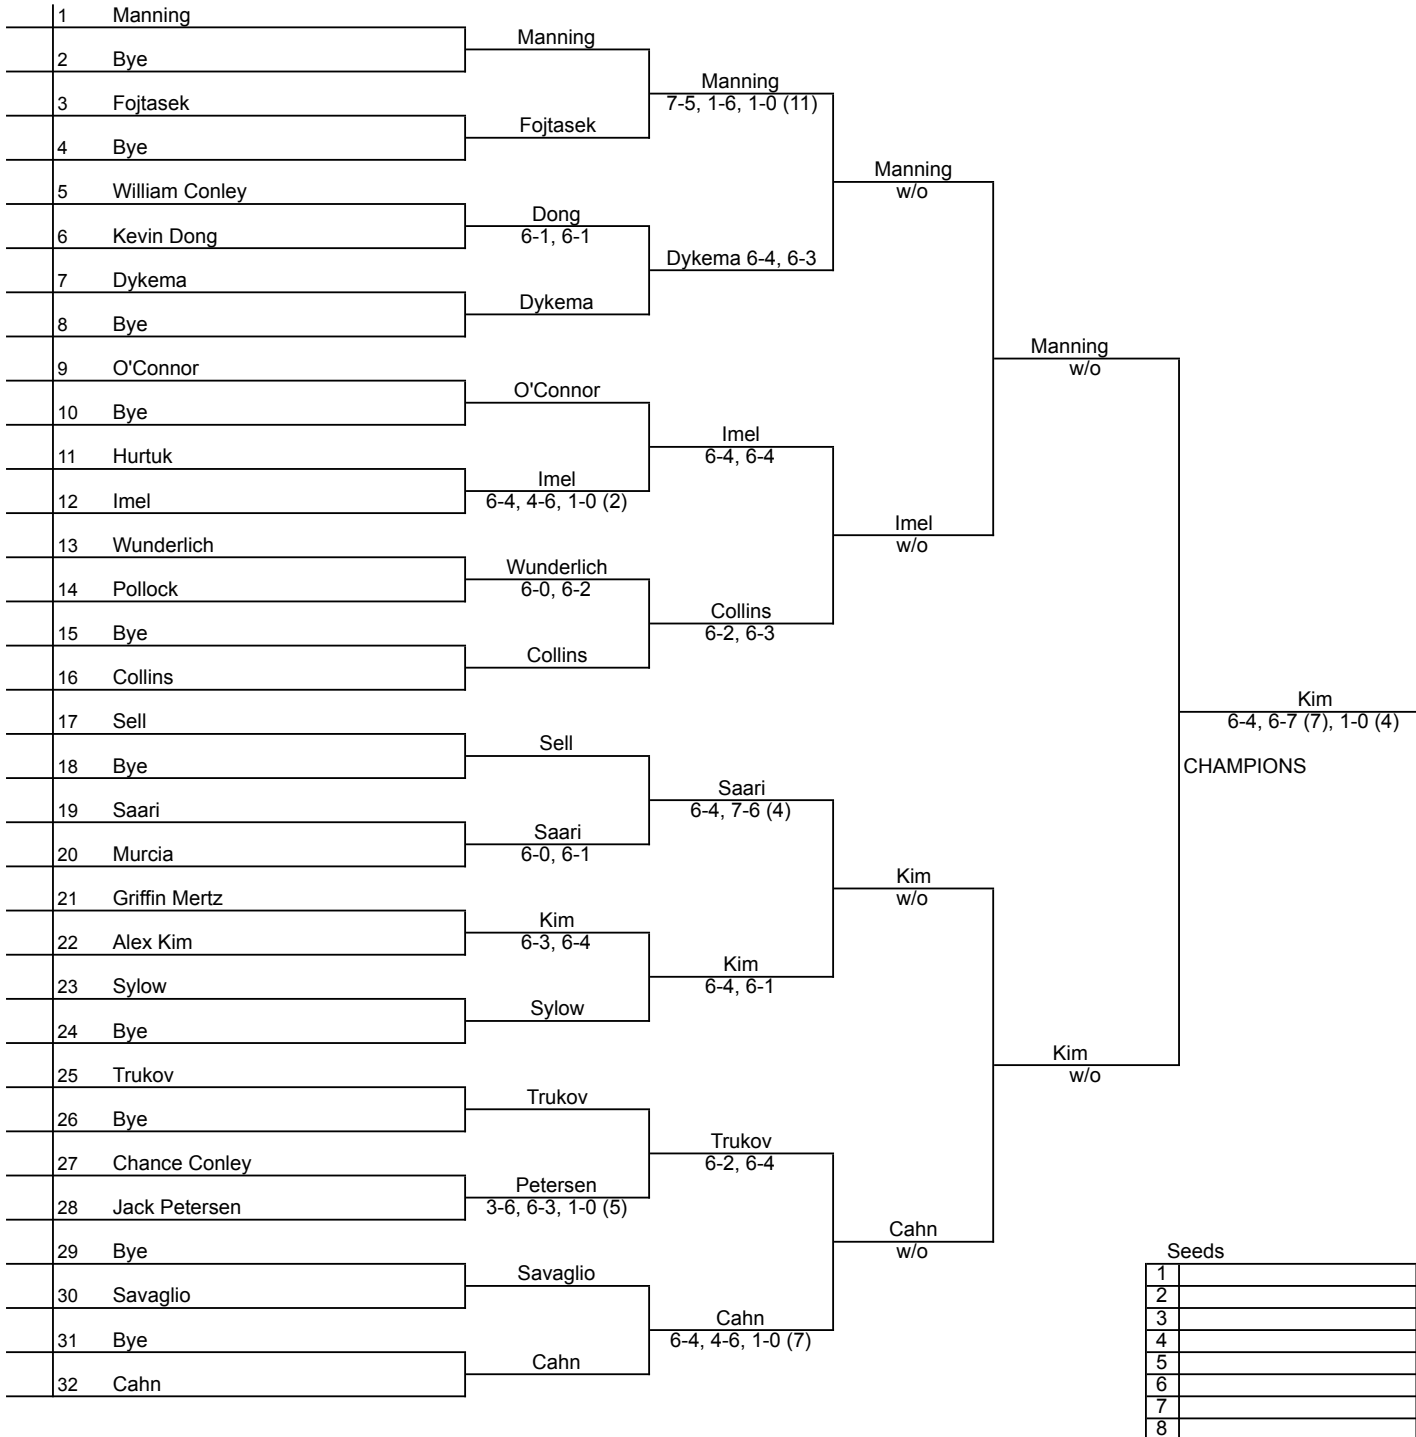 1 Manning
2 Bye
3 Fojtasek
4 Bye
5 William Conley
6 Kevin Dong
7 Dykema
8 Bye
9 O'Connor
10 Bye
11 Hurtuk
12 Imel
13 Wunderlich
14 Pollock
15 Bye
16 Collins
17 Sell
18 Bye
19 Saari
20 Murcia
21 Griffin Mertz
22 Alex Kim
23 Sylow
24 Bye
25 Trukov
26 Bye
27 Chance Conley
28 Jack Petersen
29 Bye
30 Savaglio
31 Bye
32 Cahn
Manning
Fojtasek
Dong
6-1, 6-1
Dykema
O'Connor
Imel
6-4, 4-6, 1-0 (2)
Wunderlich
6-0, 6-2
Collins
Sell
Saari
6-0, 6-1
Kim
6-3, 6-4
Sylow
Trukov
Petersen
3-6, 6-3, 1-0 (5)
Savaglio
Cahn
Manning
7-5, 1-6, 1-0 (11)
Dykema 6-4, 6-3
Imel
6-4, 6-4
Collins
6-2, 6-3
Saari
6-4, 7-6 (4)
Kim
6-4, 6-1
Trukov
6-2, 6-4
Cahn
6-4, 4-6, 1-0 (7)
Manning
w/o
Imel
w/o
Kim
w/o
Cahn
w/o
Manning
w/o
Kim
w/o
Kim
6-4, 6-7 (7), 1-0 (4)
CHAMPIONS
Seeds
1
2
3
4
5
6
7
8